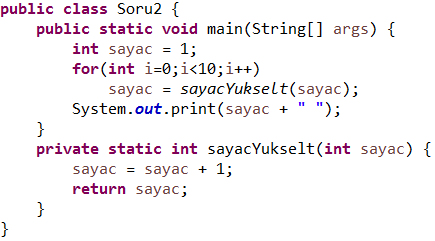 public class Soru2 {
public static void main(String[] args) {
int sayac = 1;
for(int i=0;i<10;i++)
sayac = sayacYukselt(sayac);
System.out.print(sayac + " ");
}
private static int sayacYukselt(int sayac) {
sayac = sayac + 1;
return sayac;
}
}